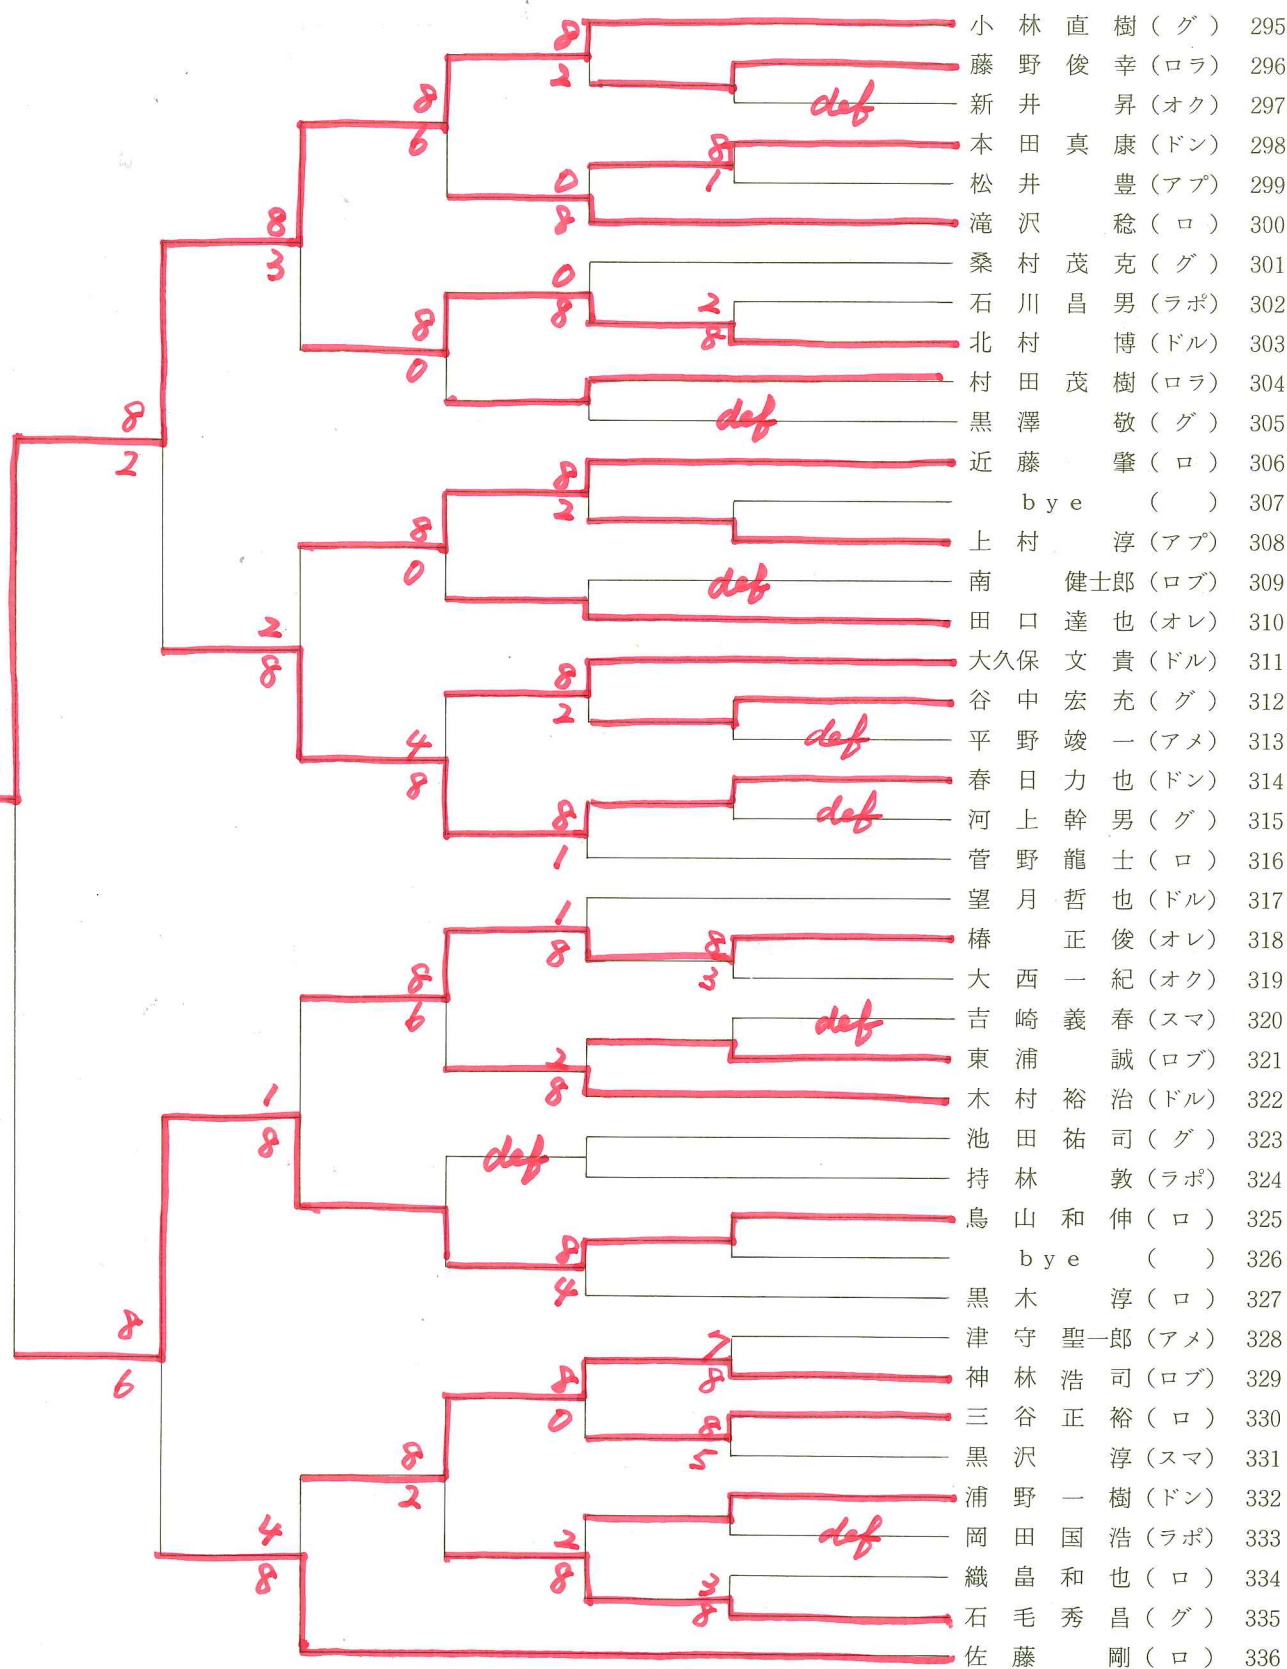 小林直樹(グ) 295
藤野俊幸(ロラ) 296
def 新井昇(オク) 297
8 1 本田真康(ドン) 298
松井豊(アプ) 299
滝沢稔(ロ) 300
桑村茂克(グ) 301
石川昌男(ラポ) 302
北村博(ドル) 303
村田茂樹(ロラ) 304
def 黒澤敬(グ) 305
近藤肇(ロ) 306
bye ( ) 307
上村淳(アプ) 308
def 南健士郎(ロブ) 309
田口達也(オレ) 310
大久保文貴(ドル) 311
谷中宏充(グ) 312
def 平野竣一(アメ) 313
春日力也(ドン) 314
def 河上幹男(グ) 315
菅野龍士(ロ) 316
望月哲也(ドル) 317
椿正俊(オレ) 318
大西一紀(オク) 319
def 吉崎義春(スマ) 320
東浦誠(ロブ) 321
木村裕治(ドル) 322
def 池田祐司(グ) 323
持林敦(ラポ) 324
鳥山和伸(ロ) 325
bye ( ) 326
黒木淳(ロ) 327
津守聖一郎(アメ) 328
神林浩司(ロブ) 329
三谷正裕(ロ) 330
黒沢淳(スマ) 331
浦野一樹(ドン) 332
def 岡田国浩(ラポ) 333
織畠和也(ロ) 334
石毛秀昌(グ) 335
佐藤剛(ロ) 336
8 2
8 6
0 8
8 3
0 8
2 8
8 0
8 2
8 2
8 0
2 8
8 2
4 8
8 1
1 8
8 3
8 6
2 8
1 8
8 4
8 6
7 8
8 0
8 5
8 2
4 8
2 8
3 8